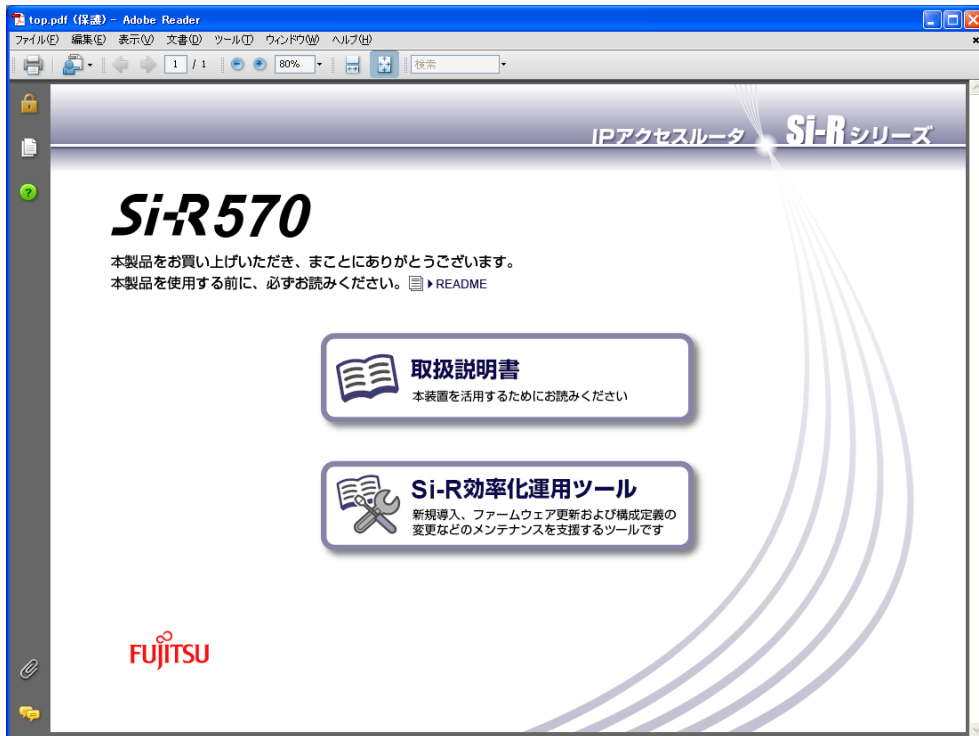 top.pdf (保護) - Adobe Reader
ファイル(F) 編集(E) 表示(V) 文書(D) ツール(T) ウィンドウ(W) ヘルプ(H)
1 / 1 80% 検索
IPアクセスルータ Si-Rシリーズ
Si-R570
本製品をお買い上げいただき、まことにありがとうございます。
本製品を使用する前に、必ずお読みください。 README
取扱説明書
本装置を活用するためにお読みください
Si-R効率化運用ツール
新規導入、ファームウェア更新および構成定義の
変更などのメンテナンスを支援するツールです
FUJITSU